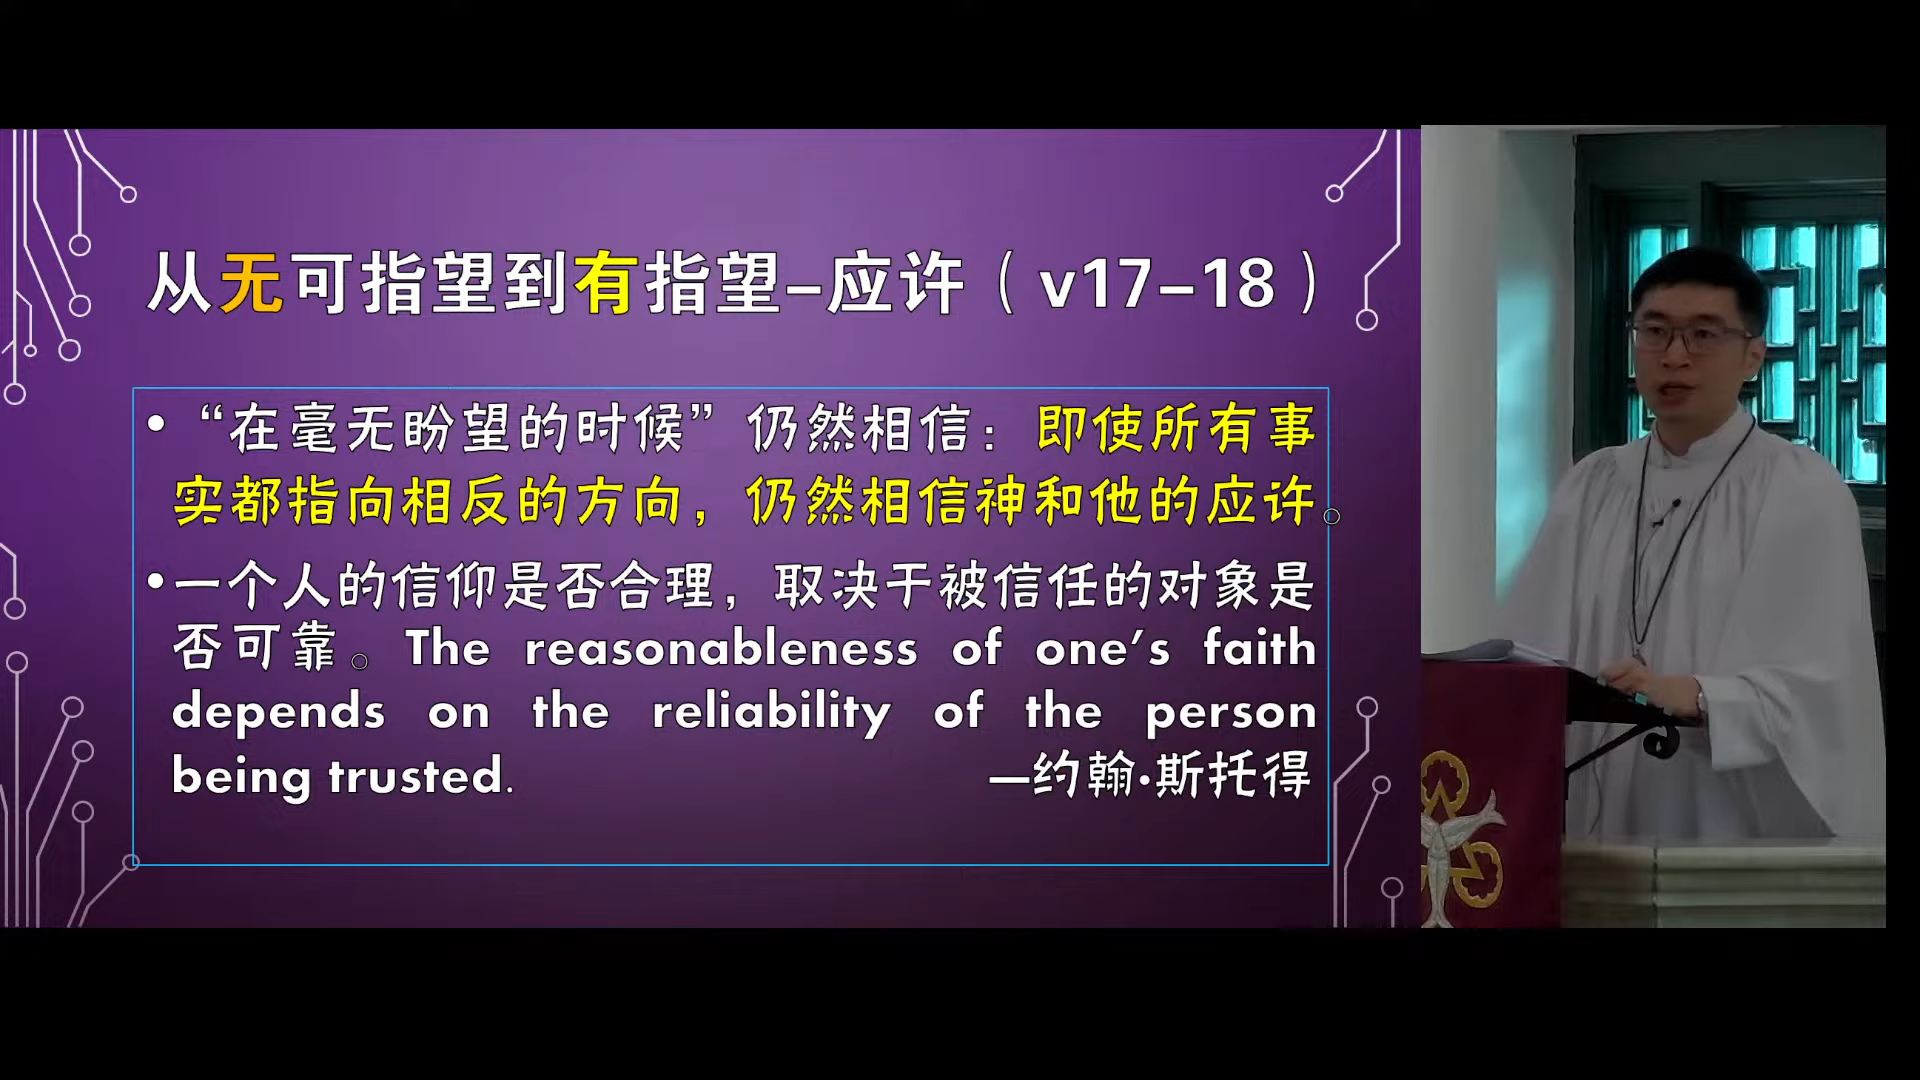 从无可指望到有指望–应许（v17–18）
• “在毫无盼望的时候”仍然相信：即使所有事
实都指向相反的方向，仍然相信神和他的应许。
•一个人的信仰是否合理，取决于被信任的对象是
否可靠。The reasonableness of one’s faith
depends on the reliability of the person
being trusted. —约翰·斯托得